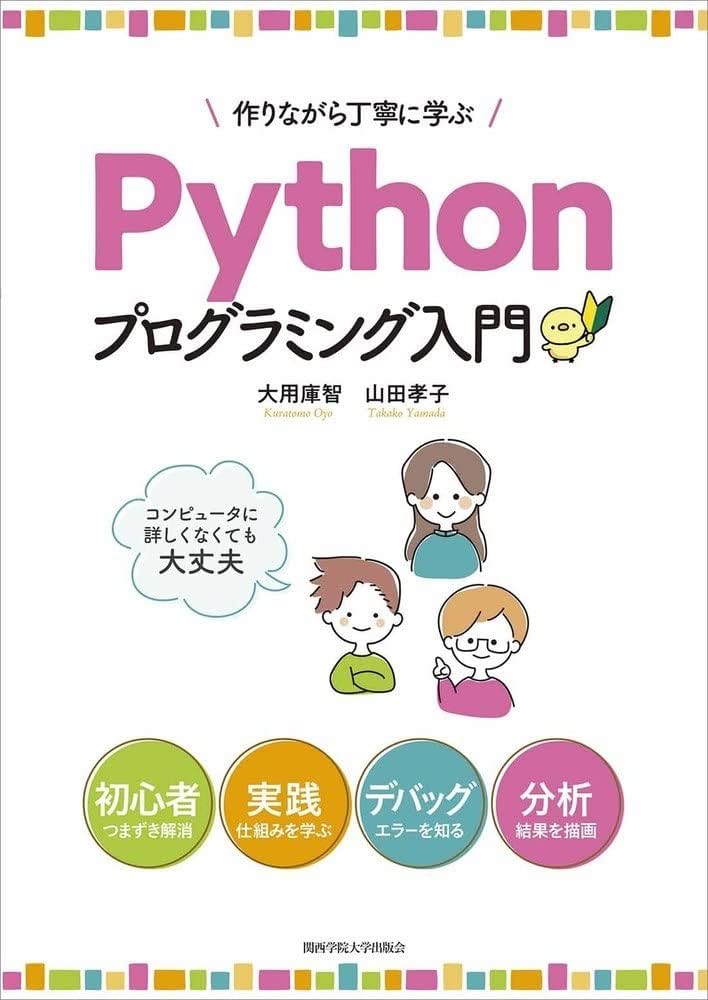 作りながら丁寧に学ぶ
Python
プログラミング入門
大用庫智 山田孝子
Kuratomo Oyo Takako Yamada
コンピュータに
詳しくなくても
大丈夫
初心者
つまずき解消
実践
仕組みを学ぶ
デバッグ
エラーを知る
分析
結果を描画
関西学院大学出版会